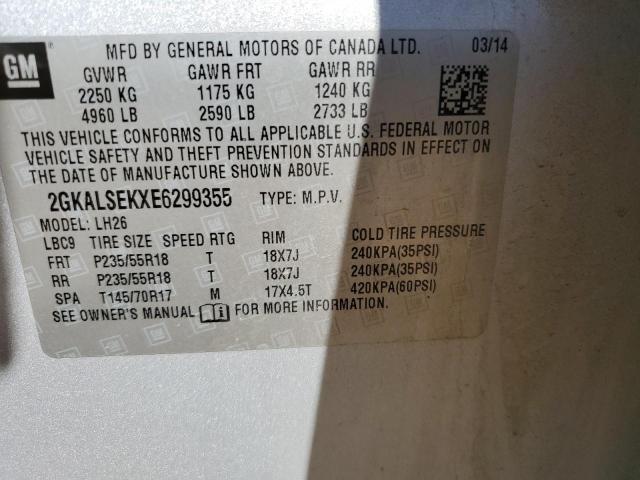 GM
MFD BY GENERAL MOTORS OF CANADA LTD. 03/14
GVWR GAWR FRT GAWR RR
2250 KG 1175 KG 1240 KG
4960 LB 2590 LB 2733 LB
THIS VEHICLE CONFORMS TO ALL APPLICABLE U.S. FEDERAL MOTOR
VEHICLE SAFETY AND THEFT PREVENTION STANDARDS IN EFFECT ON
THE DATE OF MANUFACTURE SHOWN ABOVE.
2GKALSEKXE6299355 TYPE: M.P.V.
MODEL: LH26
LBC9 TIRE SIZE SPEED RTG RIM COLD TIRE PRESSURE
FRT P235/55R18 T 18X7J 240KPA(35PSI)
RR P235/55R18 T 18X7J 240KPA(35PSI)
SPA T145/70R17 M 17X4.5T 420KPA(60PSI)
SEE OWNER'S MANUAL FOR MORE INFORMATION.